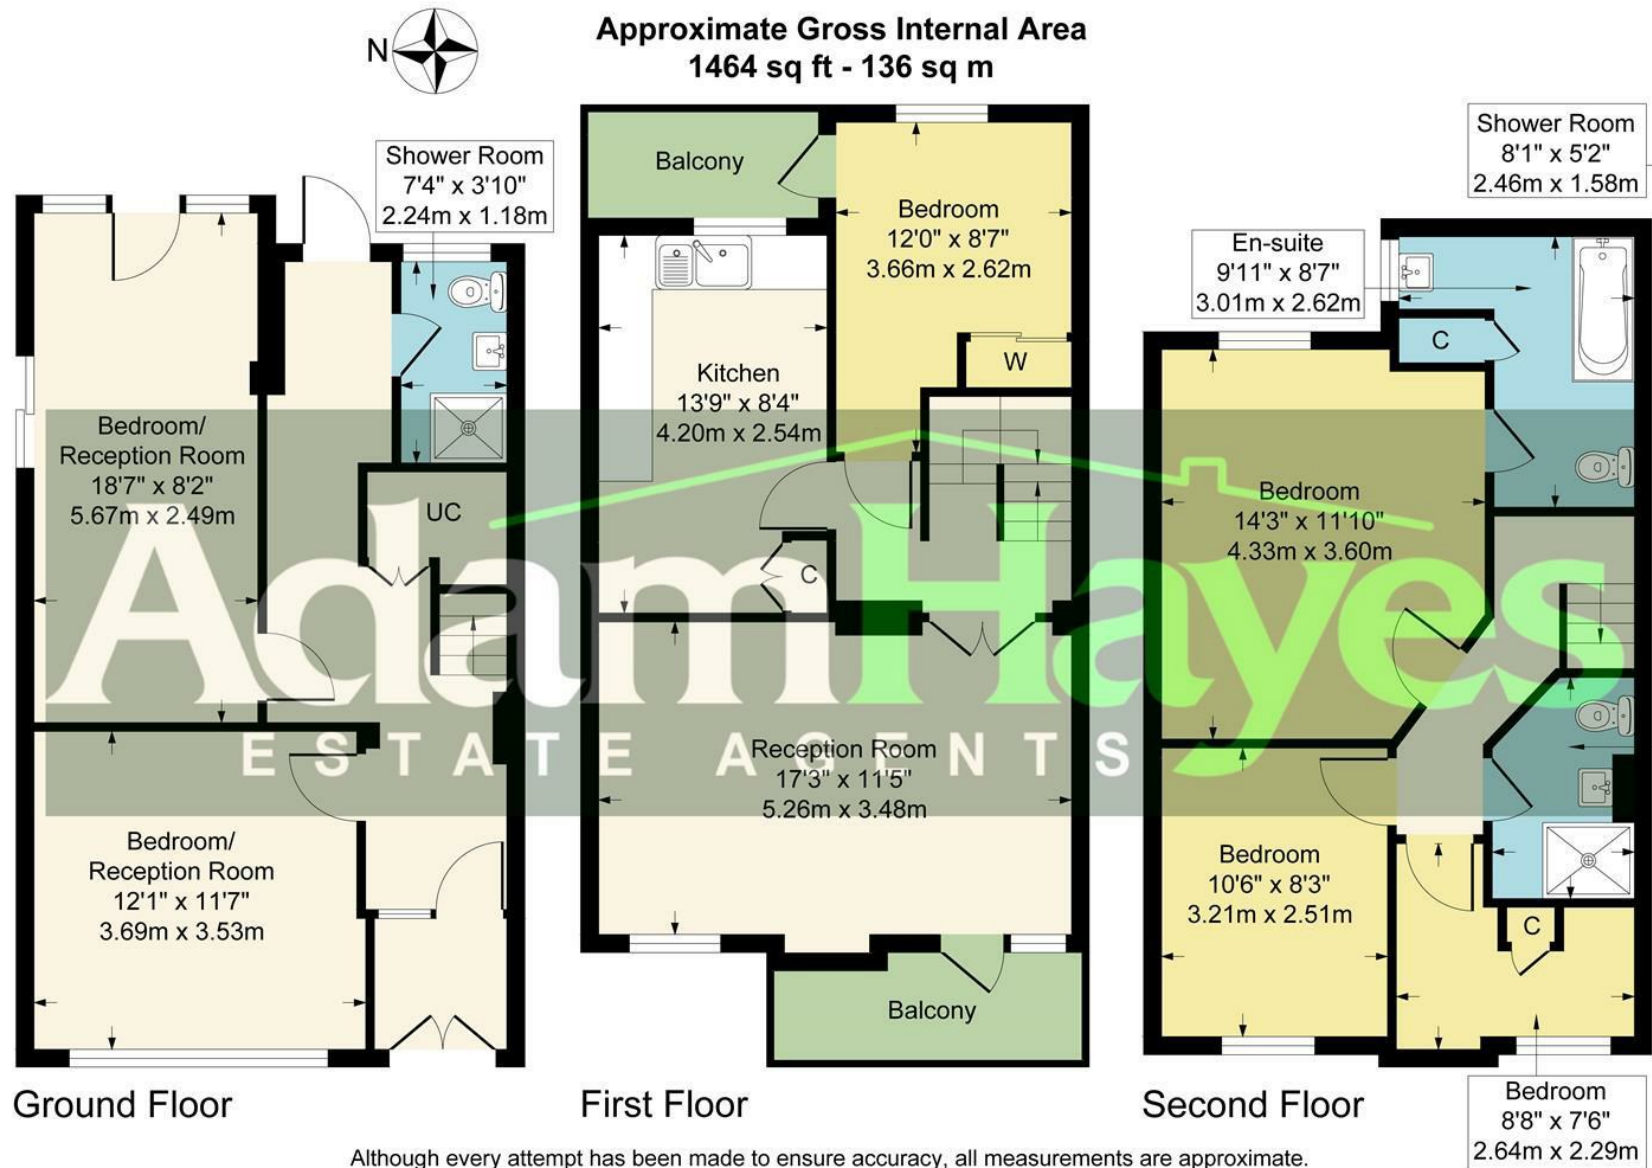 N
Approximate Gross Internal Area
1464 sq ft - 136 sq m
Shower Room
7'4" x 3'10"
2.24m x 1.18m
Bedroom/
Reception Room
18'7" x 8'2"
5.67m x 2.49m
UC
Bedroom/
Reception Room
12'1" x 11'7"
3.69m x 3.53m
Ground Floor
Balcony
Bedroom
12'0" x 8'7"
3.66m x 2.62m
W
Kitchen
13'9" x 8'4"
4.20m x 2.54m
C
Reception Room
17'3" x 11'5"
5.26m x 3.48m
Balcony
First Floor
Shower Room
8'1" x 5'2"
2.46m x 1.58m
En-suite
9'11" x 8'7"
3.01m x 2.62m
C
Bedroom
14'3" x 11'10"
4.33m x 3.60m
Bedroom
10'6" x 8'3"
3.21m x 2.51m
C
Bedroom
8'8" x 7'6"
2.64m x 2.29m
Second Floor
AdamHayes
ESTATE AGENTS
Although every attempt has been made to ensure accuracy, all measurements are approximate.